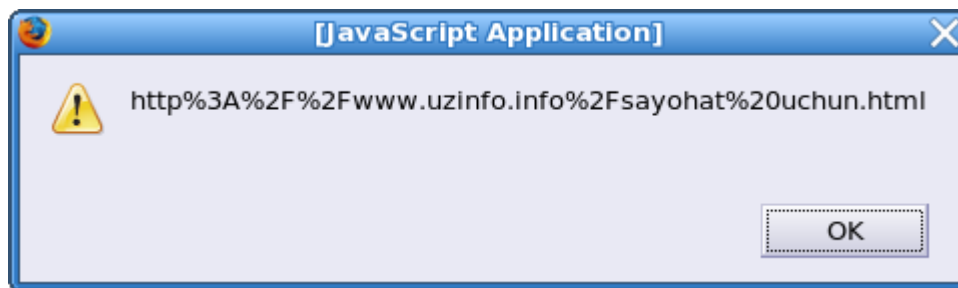 [JavaScript Application]
http%3A%2F%2Fwww.uzinfo.info%2Fsayohat%20uchun.html
OK